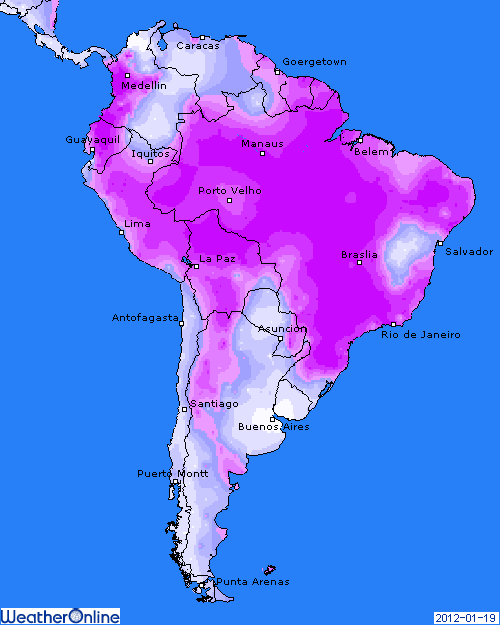 Caracas
Goergetown
Medellin
Guayaquil
Iquitos
Manaus
Belem
Porto Velho
Lima
Salvador
La Paz
Braslia
Antofagasta
Asuncion
Rio de Janeiro
Santiago
Buenos Aires
Puerto Montt
Punta Arenas
WeatherOnline
2012-01-19